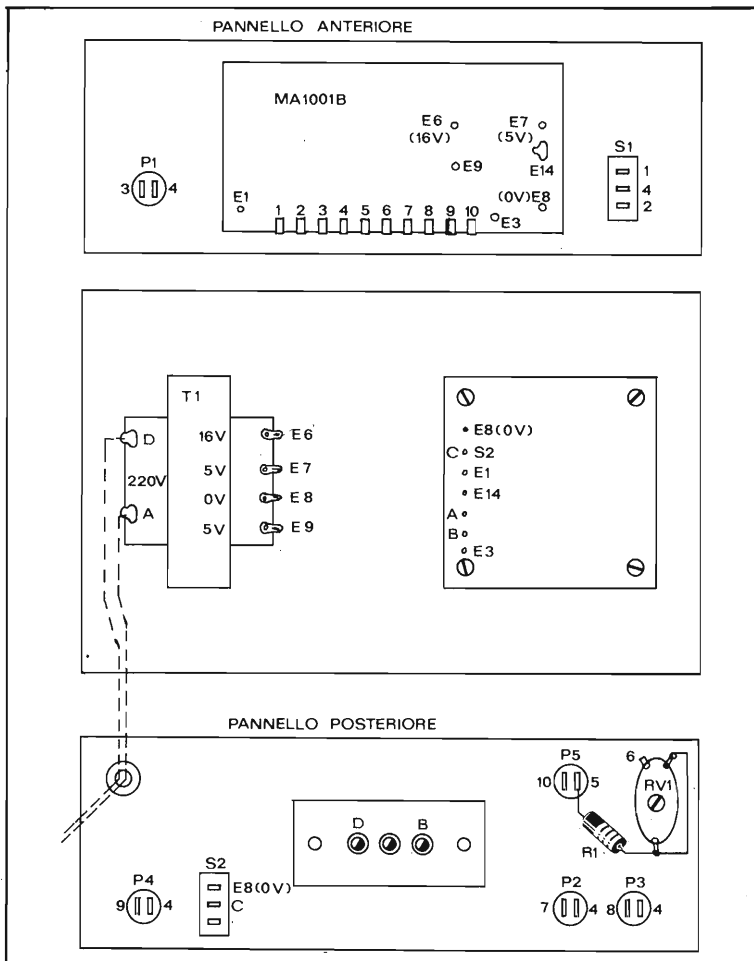 PANNELLO ANTERIORE
MA1001B
E6 E7
(16V) (5V)
S1
P1
E9
E14
1
3 4
4
E1
(0V) E8
2
1 2 3 4 5 6 7 8 9 10
E3
T1
D
16V E6
E8(0V)
C S2
5V E7
E1
220V
0V E8
E14
A
A
5V E9
B
E3
PANNELLO POSTERIORE
P5
6
10 5
RV1
D B
R1
S2
P4
E8(0V)
P2 P3
9 4
C
7 4 8 4